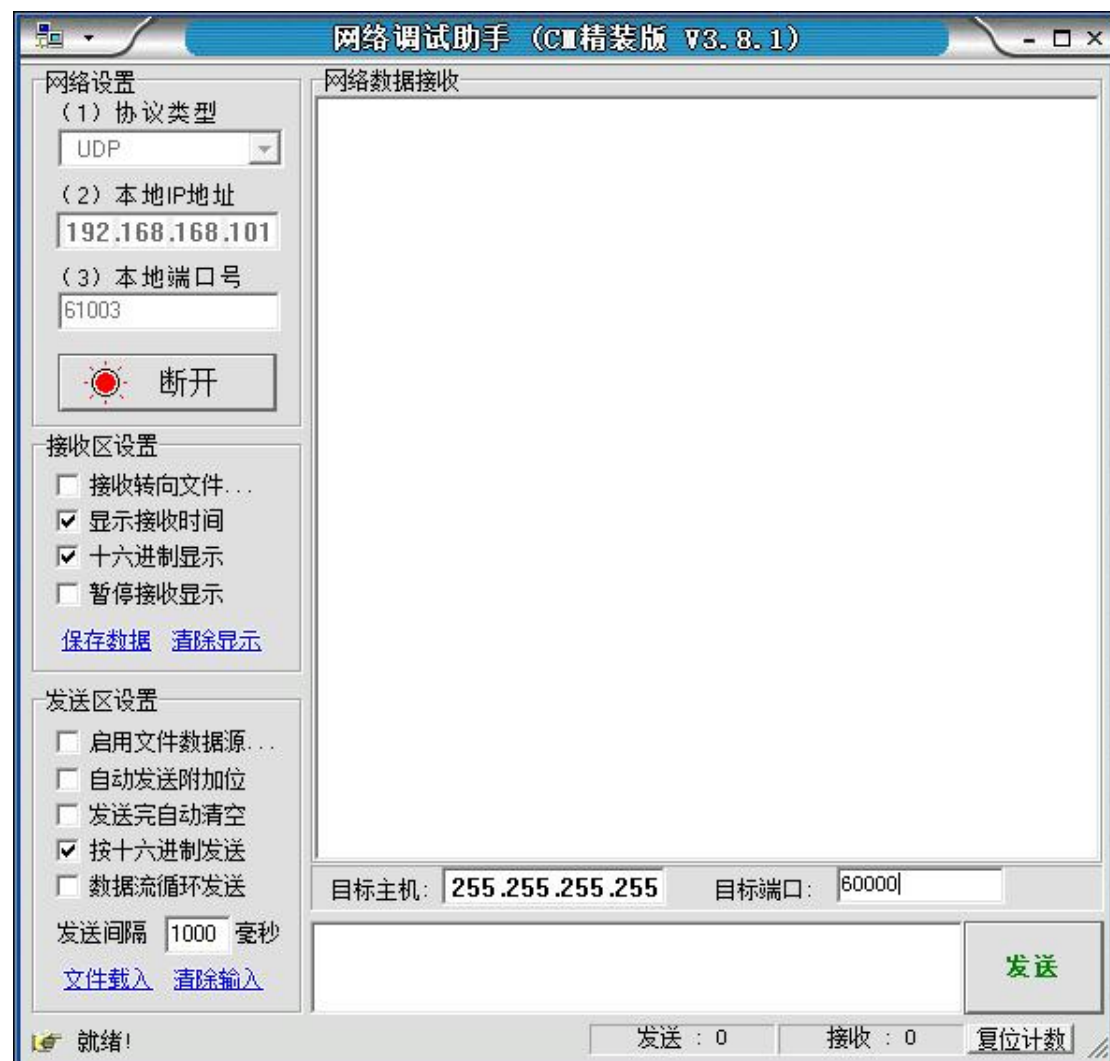 网络调试助手 (CM精装版 V3.8.1)
网络设置
(1) 协议类型
UDP
(2) 本地IP地址
192.168.168.101
(3) 本地端口号
61003
断开
接收区设置
接收转向文件...
显示接收时间
十六进制显示
暂停接收显示
保存数据 清除显示
发送区设置
启用文件数据源...
自动发送附加位
发送完自动清空
按十六进制发送
数据流循环发送
发送间隔 1000 毫秒
文件载入 清除输入
网络数据接收
目标主机: 255.255.255.255 目标端口: 60000
发送
就绪! 发送 : 0 接收 : 0 复位计数